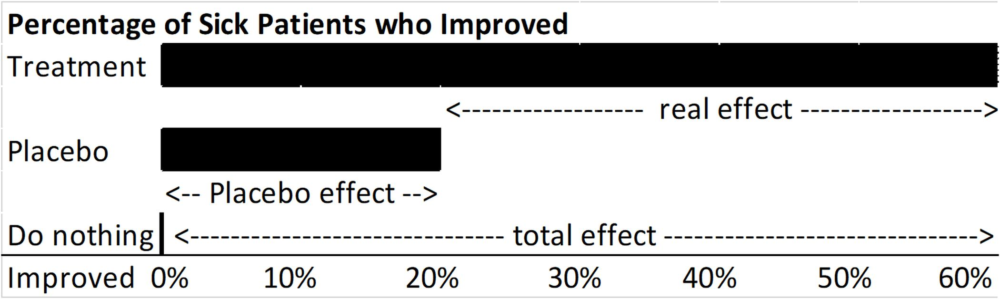 Percentage of Sick Patients who Improved
Treatment
<------------------ real effect ------------------>
Placebo
<-- Placebo effect -->
Do nothing <------------------------------- total effect ------------------------------->
Improved 0% 10% 20% 30% 40% 50% 60%